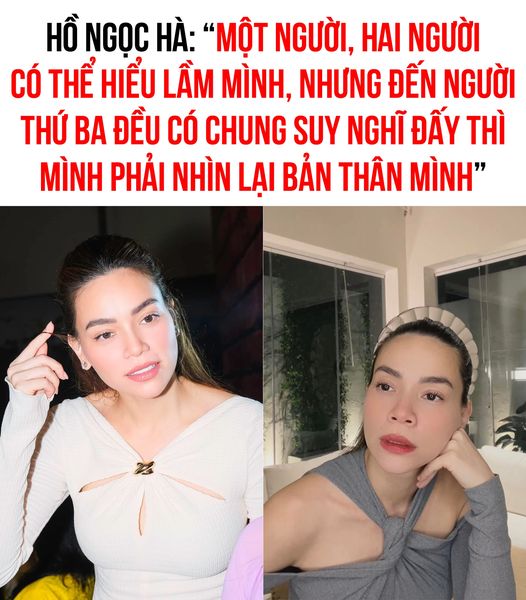 HỒ NGỌC HÀ: “MỘT NGƯỜI, HAI NGƯỜI
CÓ THỂ HIỂU LẦM MÌNH, NHƯNG ĐẾN NGƯỜI
THỨ BA ĐỀU CÓ CHUNG SUY NGHĨ ĐẤY THÌ
MÌNH PHẢI NHÌN LẠI BẢN THÂN MÌNH”